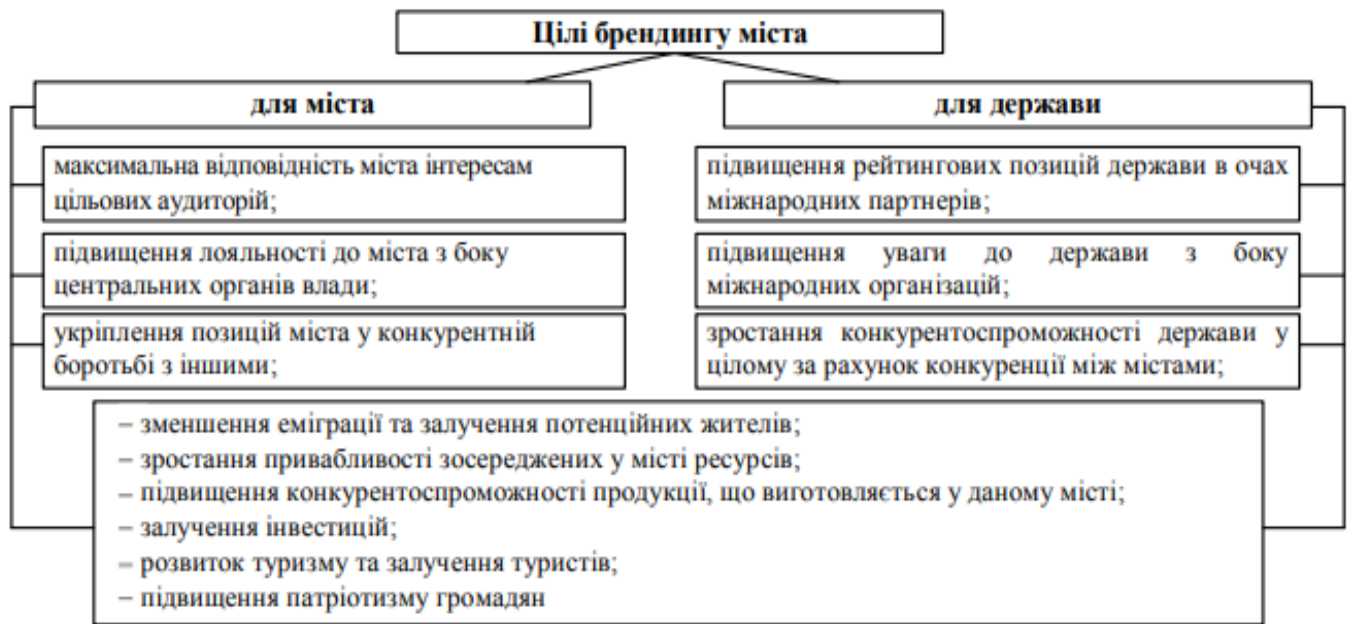 Цілі брендингу міста
для міста
для держави
максимальна відповідність міста інтересам
цільових аудиторій;
підвищення лояльності до міста з боку
центральних органів влади;
укріплення позицій міста у конкурентній
боротьбі з іншими;
підвищення рейтингових позицій держави в очах
міжнародних партнерів;
підвищення уваги до держави з боку
міжнародних організацій;
зростання конкурентоспроможності держави у
цілому за рахунок конкуренції між містами;
– зменшення еміграції та залучення потенційних жителів;
– зростання привабливості зосереджених у місті ресурсів;
– підвищення конкурентоспроможності продукції, що виготовляється у даному місті;
– залучення інвестицій;
– розвиток туризму та залучення туристів;
– підвищення патріотизму громадян